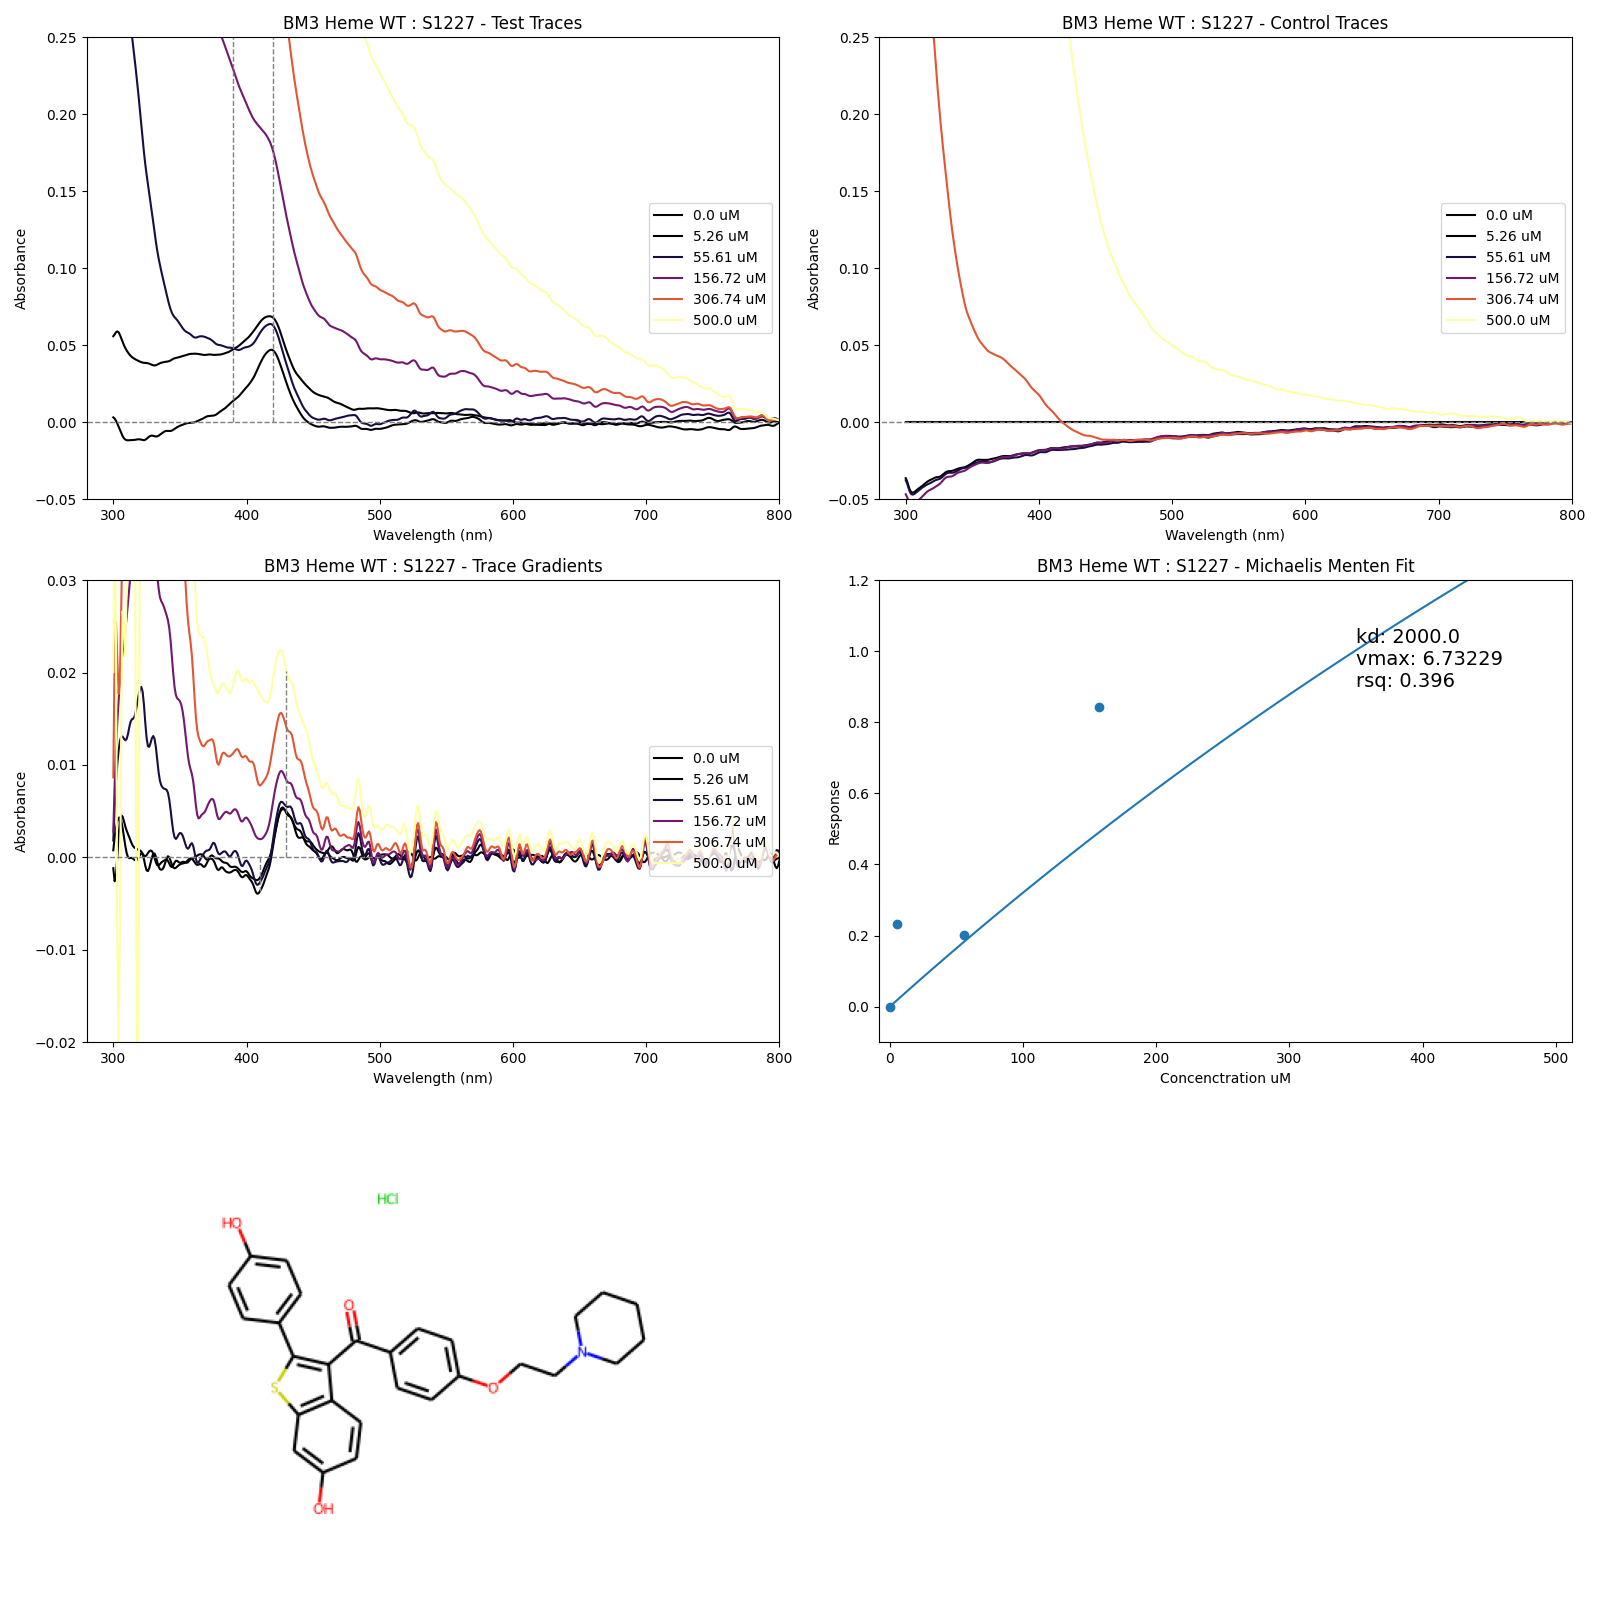 BM3 Heme WT : S1227 - Test Traces
0.25
0.20
0.15
0.10
0.05
0.00
−0.05
Absorbance
300 400 500 600 700 800
Wavelength (nm)
0.0 uM
5.26 uM
55.61 uM
156.72 uM
306.74 uM
500.0 uM
BM3 Heme WT : S1227 - Control Traces
0.25
0.20
0.15
0.10
0.05
0.00
−0.05
Absorbance
300 400 500 600 700 800
Wavelength (nm)
0.0 uM
5.26 uM
55.61 uM
156.72 uM
306.74 uM
500.0 uM
BM3 Heme WT : S1227 - Trace Gradients
0.03
0.02
0.01
0.00
−0.01
−0.02
Absorbance
300 400 500 600 700 800
Wavelength (nm)
0.0 uM
5.26 uM
55.61 uM
156.72 uM
306.74 uM
500.0 uM
BM3 Heme WT : S1227 - Michaelis Menten Fit
1.2
1.0
0.8
0.6
0.4
0.2
0.0
Response
0 100 200 300 400 500
Concenctration uM
kd: 2000.0
vmax: 6.73229
rsq: 0.396
HCl
HO
O
N
S
O
OH